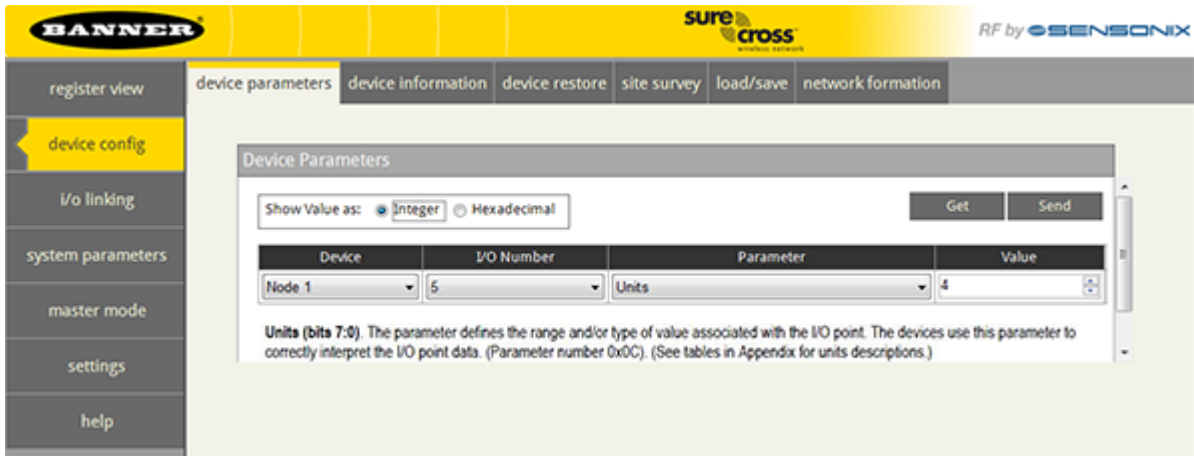 BANNER
sure cross
wireless network
RF by SENSONIX
register view
device config
i/o linking
system parameters
master mode
settings
help
device parameters device information device restore site survey load/save network formation
Device Parameters
Show Value as: Integer Hexadecimal
Get Send
Device I/O Number Parameter Value
Node 1 5 Units 4
Units (bits 7:0). The parameter defines the range and/or type of value associated with the I/O point. The devices use this parameter to
correctly interpret the I/O point data. (Parameter number 0x0C). (See tables in Appendix for units descriptions.)